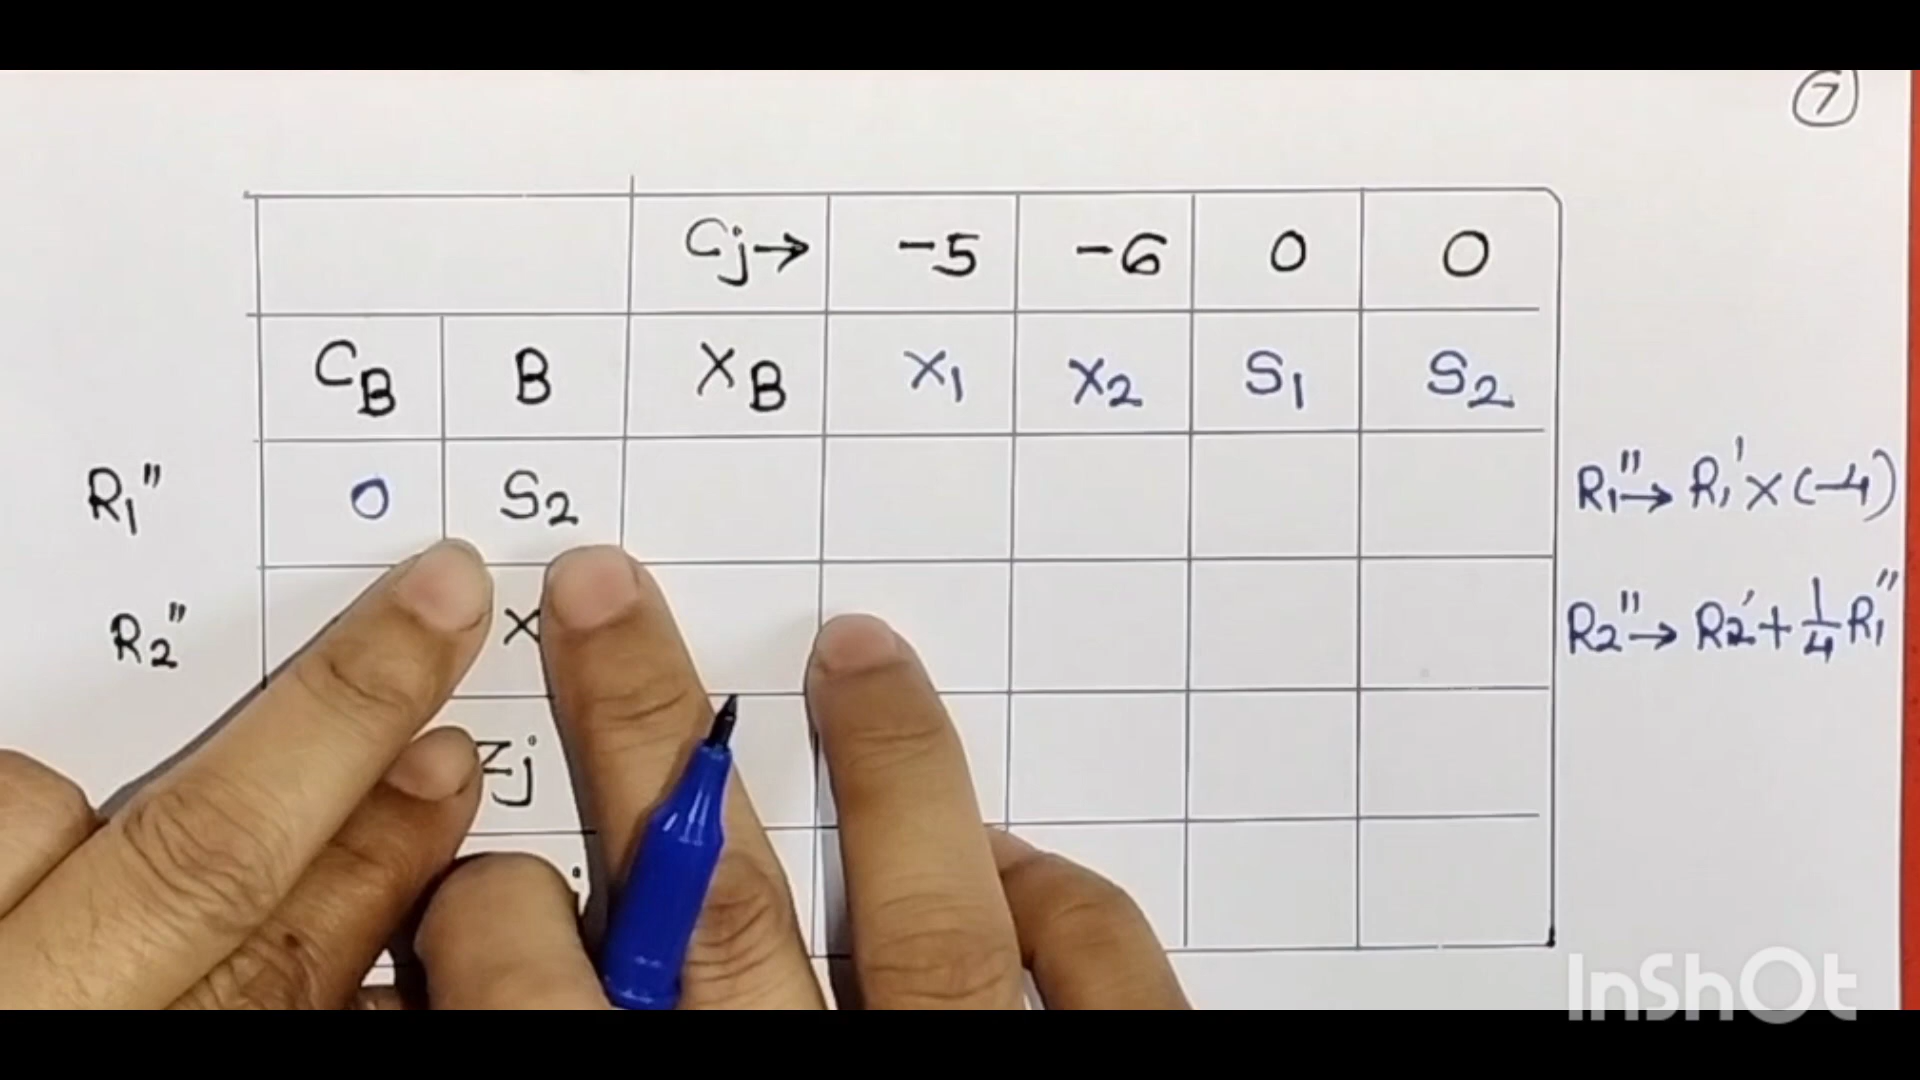 7
Cj→ -5 -6 0 0
CB B XB X1 X2 S1 S2
R1" 0 S2 R1"→ R1' × (-4)
R2" X R2"→ R2' + 1/4 R1"
Zj
j
InShOt